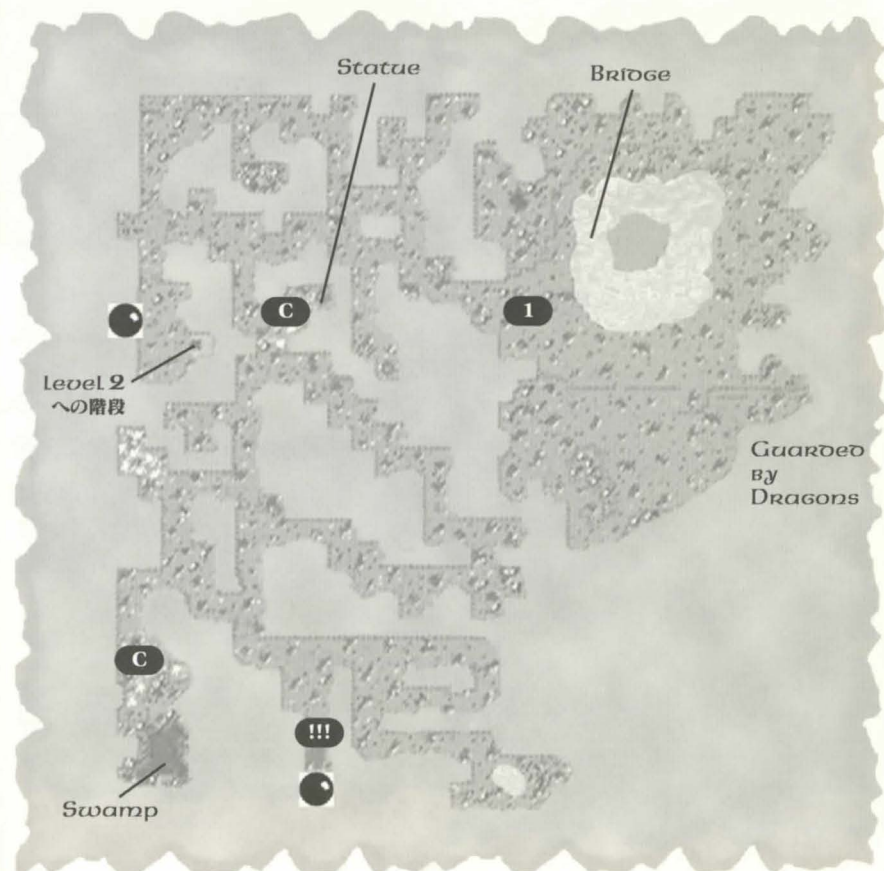 Statue
Bridge
C
1
Level 2
への階段
Guarded
by
Dragons
C
!!!
Swamp